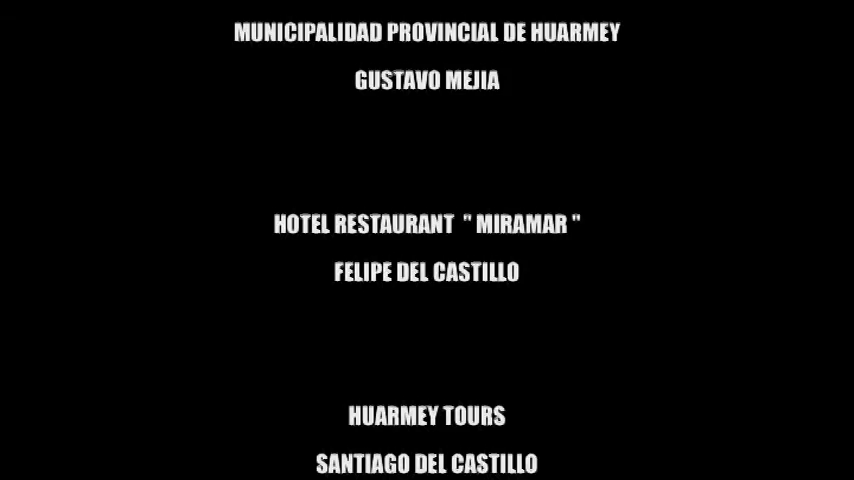 MUNICIPALIDAD PROVINCIAL DE HUARMEY
GUSTAVO MEJIA
HOTEL RESTAURANT " MIRAMAR "
FELIPE DEL CASTILLO
HUARMEY TOURS
SANTIAGO DEL CASTILLO